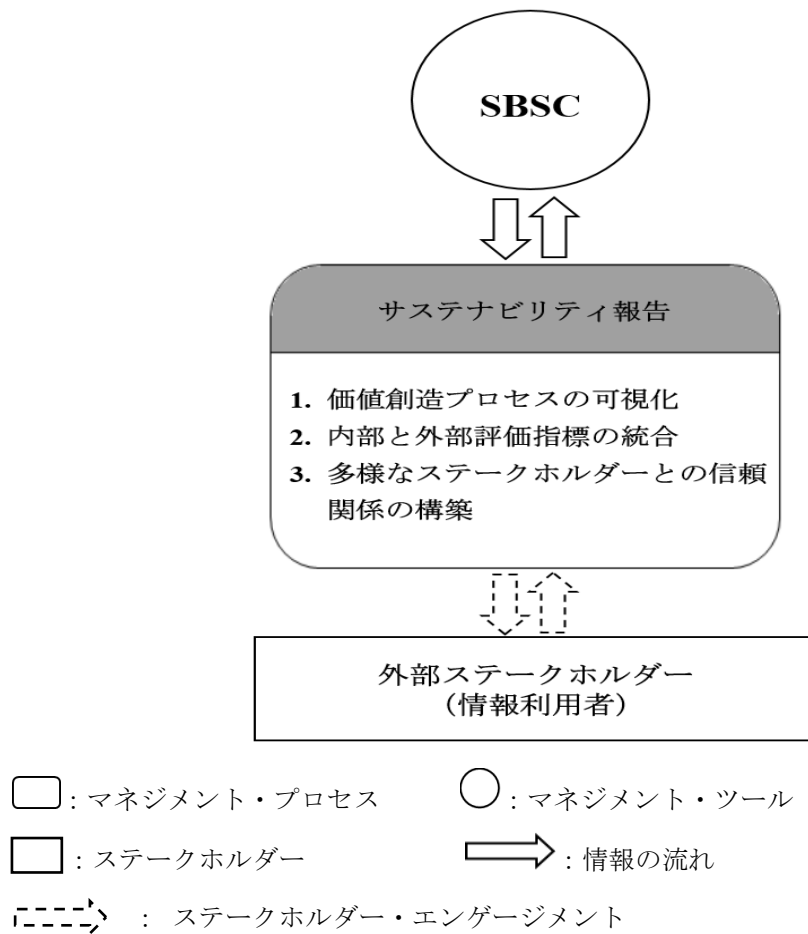 SBSC
サステナビリティ報告
1. 価値創造プロセスの可視化
2. 内部と外部評価指標の統合
3. 多様なステークホルダーとの信頼
関係の構築
外部ステークホルダー
（情報利用者）
：マネジメント・プロセス
：マネジメント・ツール
：ステークホルダー
：情報の流れ
： ステークホルダー・エンゲージメント